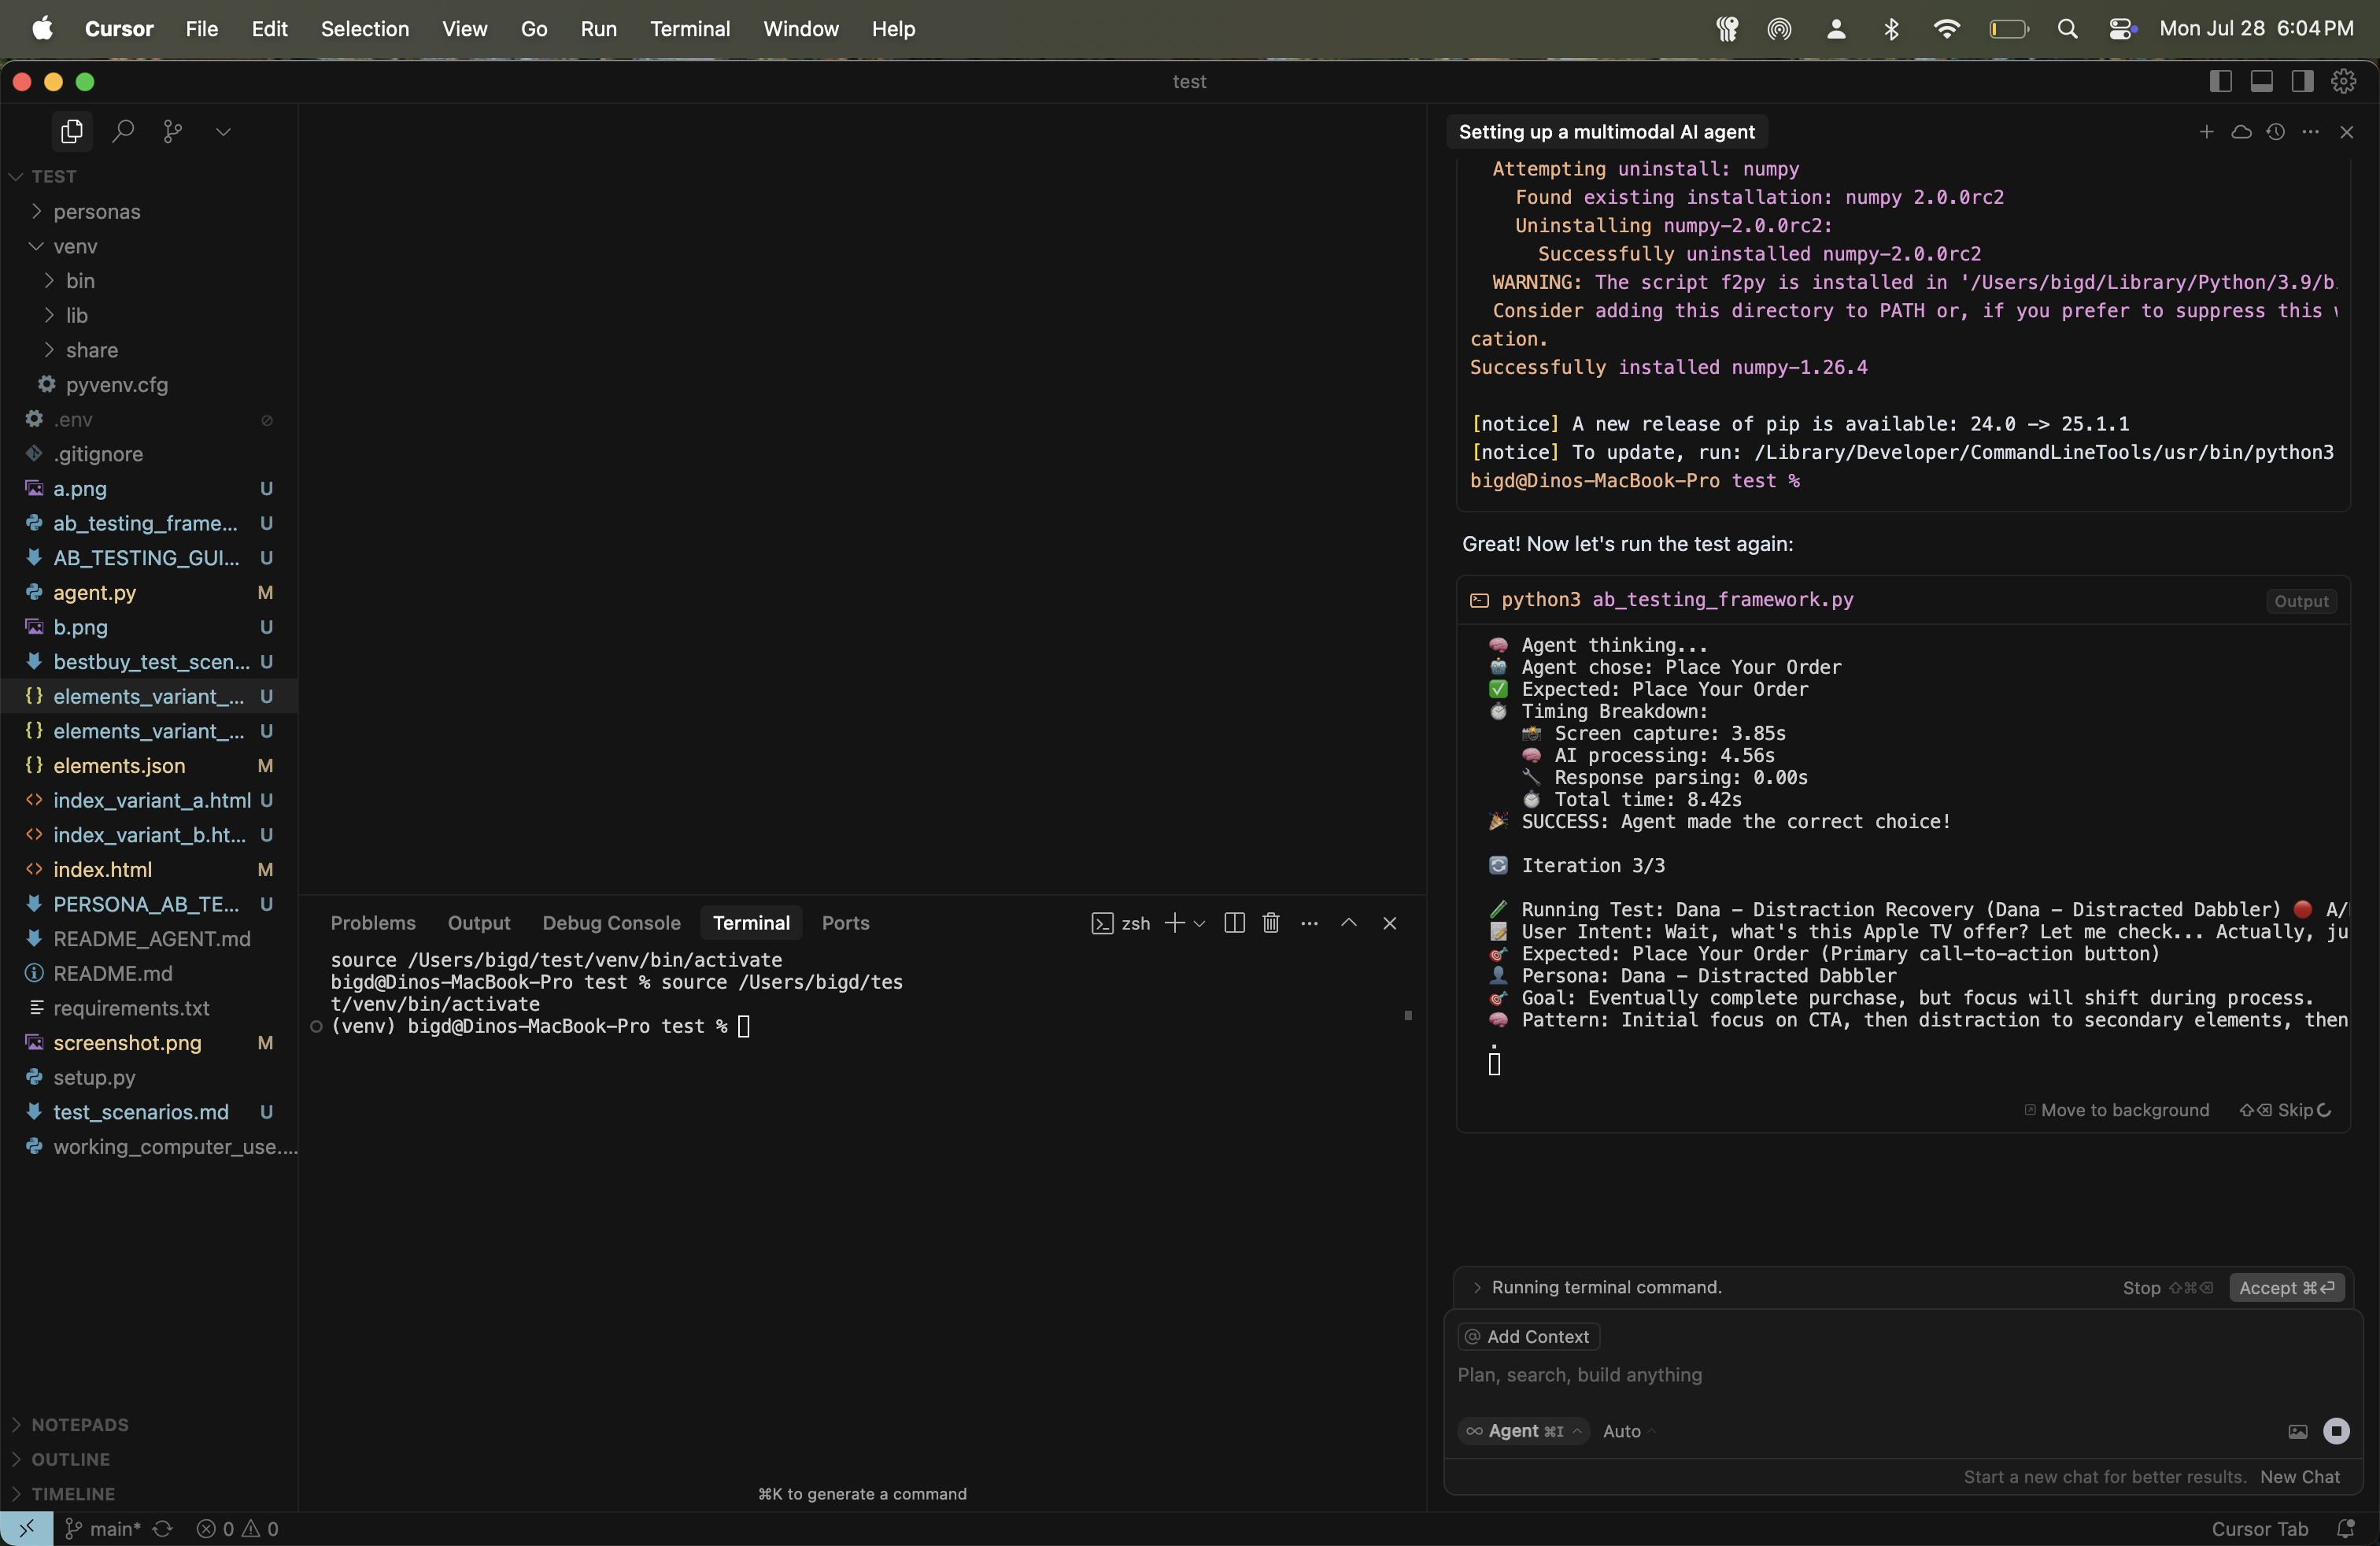 Cursor File Edit Selection View Go Run Terminal Window Help
Mon Jul 28 6:04 PM
test
TEST
personas
venv
bin
lib
share
pyvenv.cfg
.env
.gitignore
a.png U
ab_testing_frame... U
AB_TESTING_GUI... U
agent.py M
b.png U
bestbuy_test_scen... U
elements_variant_... U
elements_variant_... U
elements.json M
index_variant_a.html U
index_variant_b.ht... U
index.html M
PERSONA_AB_TE... U
README_AGENT.md
README.md
requirements.txt
screenshot.png M
setup.py
test_scenarios.md U
working_computer_use....
NOTEPADS
OUTLINE
TIMELINE
Problems Output Debug Console Terminal Ports
zsh
source /Users/bigd/test/venv/bin/activate
bigd@Dinos-MacBook-Pro test % source /Users/bigd/tes
t/venv/bin/activate
(venv) bigd@Dinos-MacBook-Pro test %
⌘K to generate a command
Setting up a multimodal AI agent
Attempting uninstall: numpy
Found existing installation: numpy 2.0.0rc2
Uninstalling numpy-2.0.0rc2:
Successfully uninstalled numpy-2.0.0rc2
WARNING: The script f2py is installed in '/Users/bigd/Library/Python/3.9/b
Consider adding this directory to PATH or, if you prefer to suppress this
cation.
Successfully installed numpy-1.26.4
[notice] A new release of pip is available: 24.0 -> 25.1.1
[notice] To update, run: /Library/Developer/CommandLineTools/usr/bin/python3
bigd@Dinos-MacBook-Pro test %
Great! Now let's run the test again:
python3 ab_testing_framework.py
Output
🧠 Agent thinking...
🤖 Agent chose: Place Your Order
✅ Expected: Place Your Order
⏱️ Timing Breakdown:
📸 Screen capture: 3.85s
🧠 AI processing: 4.56s
🔧 Response parsing: 0.00s
⏱️ Total time: 8.42s
🎉 SUCCESS: Agent made the correct choice!
🔄 Iteration 3/3
🧪 Running Test: Dana - Distraction Recovery (Dana - Distracted Dabbler) 🔴 A/
📝 User Intent: Wait, what's this Apple TV offer? Let me check... Actually, ju
🎯 Expected: Place Your Order (Primary call-to-action button)
👤 Persona: Dana - Distracted Dabbler
🎯 Goal: Eventually complete purchase, but focus will shift during process.
🧠 Pattern: Initial focus on CTA, then distraction to secondary elements, then
.
Move to background ⇧⌫ Skip
Running terminal command.
Stop ⇧⌘⌫ Accept ⌘⏎
@ Add Context
Plan, search, build anything
∞ Agent ⌘I Auto
Start a new chat for better results. New Chat
main* 0 0
Cursor Tab